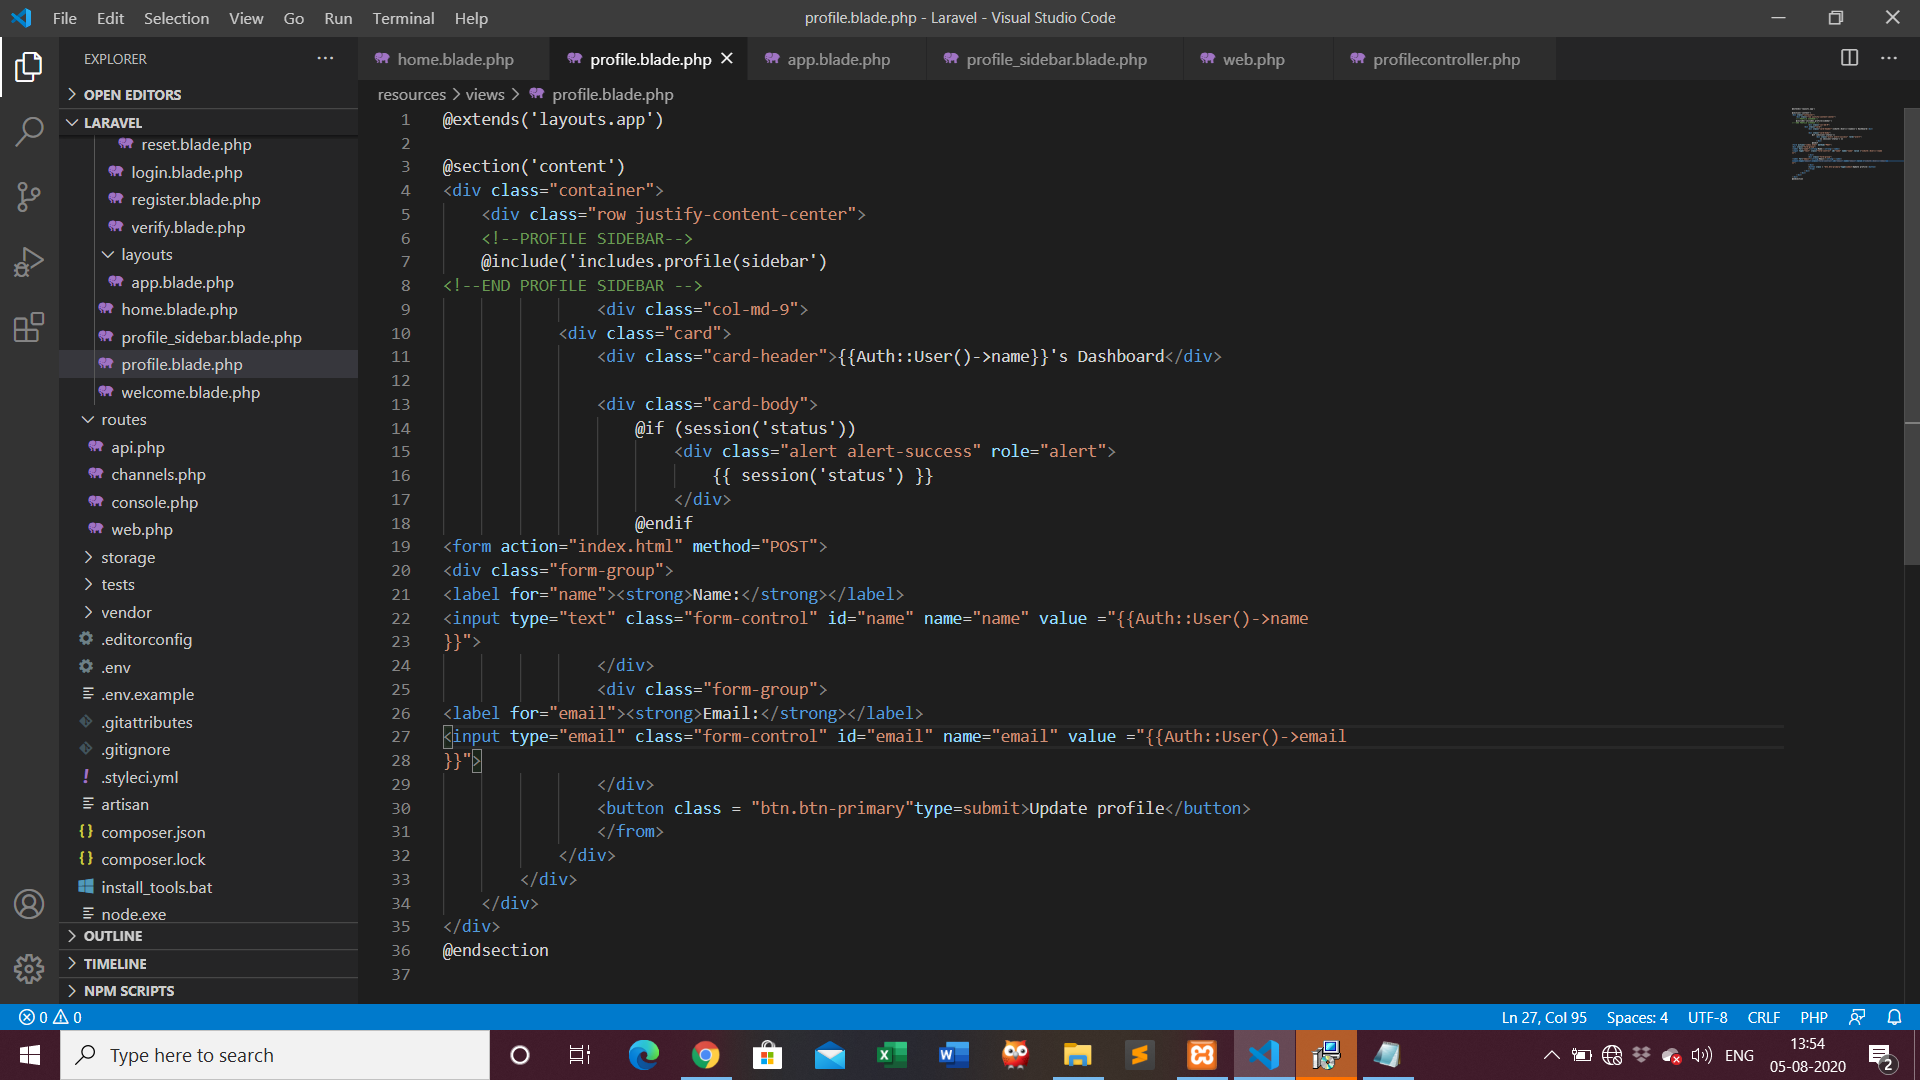 File Edit Selection View Go Run Terminal Help
profile.blade.php - Laravel - Visual Studio Code
EXPLORER
OPEN EDITORS
LARAVEL
reset.blade.php
login.blade.php
register.blade.php
verify.blade.php
layouts
app.blade.php
home.blade.php
profile_sidebar.blade.php
profile.blade.php
welcome.blade.php
routes
api.php
channels.php
console.php
web.php
storage
tests
vendor
.editorconfig
.env
.env.example
.gitattributes
.gitignore
.styleci.yml
artisan
composer.json
composer.lock
install_tools.bat
node.exe
OUTLINE
TIMELINE
NPM SCRIPTS
home.blade.php profile.blade.php app.blade.php profile_sidebar.blade.php web.php profilecontroller.php
resources > views > profile.blade.php
1 @extends('layouts.app')
2
3 @section('content')
4 <div class="container">
5 <div class="row justify-content-center">
6 <!--PROFILE SIDEBAR-->
7 @include('includes.profile(sidebar')
8 <!--END PROFILE SIDEBAR -->
9 <div class="col-md-9">
10 <div class="card">
11 <div class="card-header">{{Auth::User()->name}}'s Dashboard</div>
12
13 <div class="card-body">
14 @if (session('status'))
15 <div class="alert alert-success" role="alert">
16 {{ session('status') }}
17 </div>
18 @endif
19 <form action="index.html" method="POST">
20 <div class="form-group">
21 <label for="name"><strong>Name:</strong></label>
22 <input type="text" class="form-control" id="name" name="name" value ="{{Auth::User()->name
23 }}">
24 </div>
25 <div class="form-group">
26 <label for="email"><strong>Email:</strong></label>
27 <input type="email" class="form-control" id="email" name="email" value ="{{Auth::User()->email
28 }}">
29 </div>
30 <button class = "btn.btn-primary"type=submit>Update profile</button>
31 </from>
32 </div>
33 </div>
34 </div>
35 </div>
36 @endsection
37
0 0
Ln 27, Col 95 Spaces: 4 UTF-8 CRLF PHP
Type here to search
ENG
13:54
05-08-2020
2